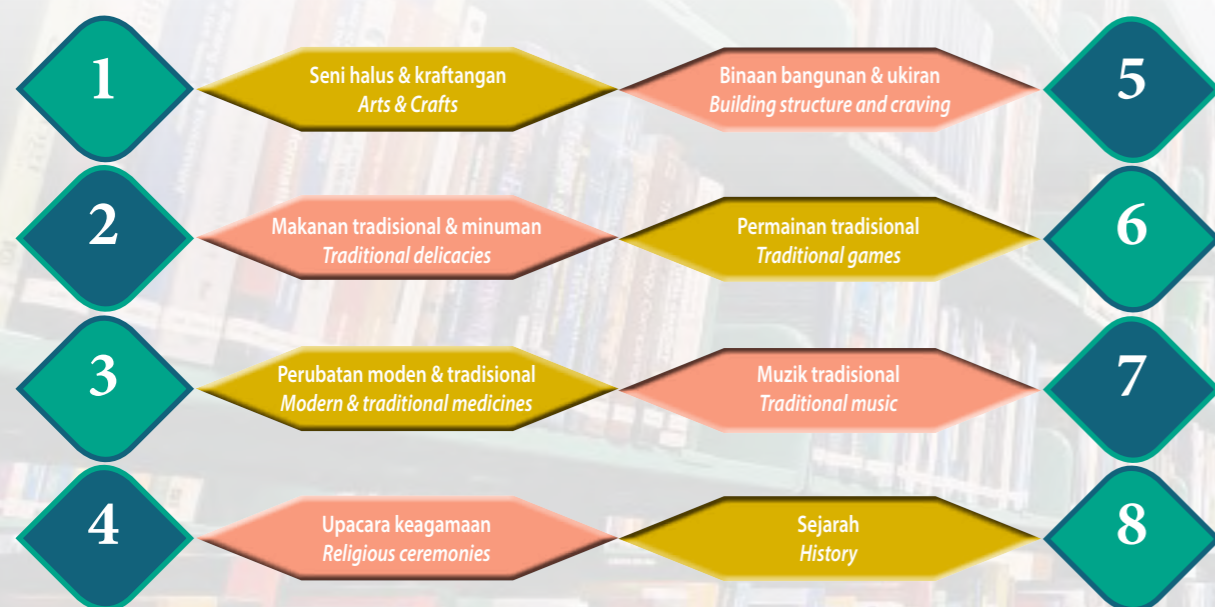 1
Seni halus & kraftangan
Arts & Crafts
2
Makanan tradisional & minuman
Traditional delicacies
3
Perubatan moden & tradisional
Modern & traditional medicines
4
Upacara keagamaan
Religious ceremonies
5
Binaan bangunan & ukiran
Building structure and craving
6
Permainan tradisional
Traditional games
7
Muzik tradisional
Traditional music
8
Sejarah
History